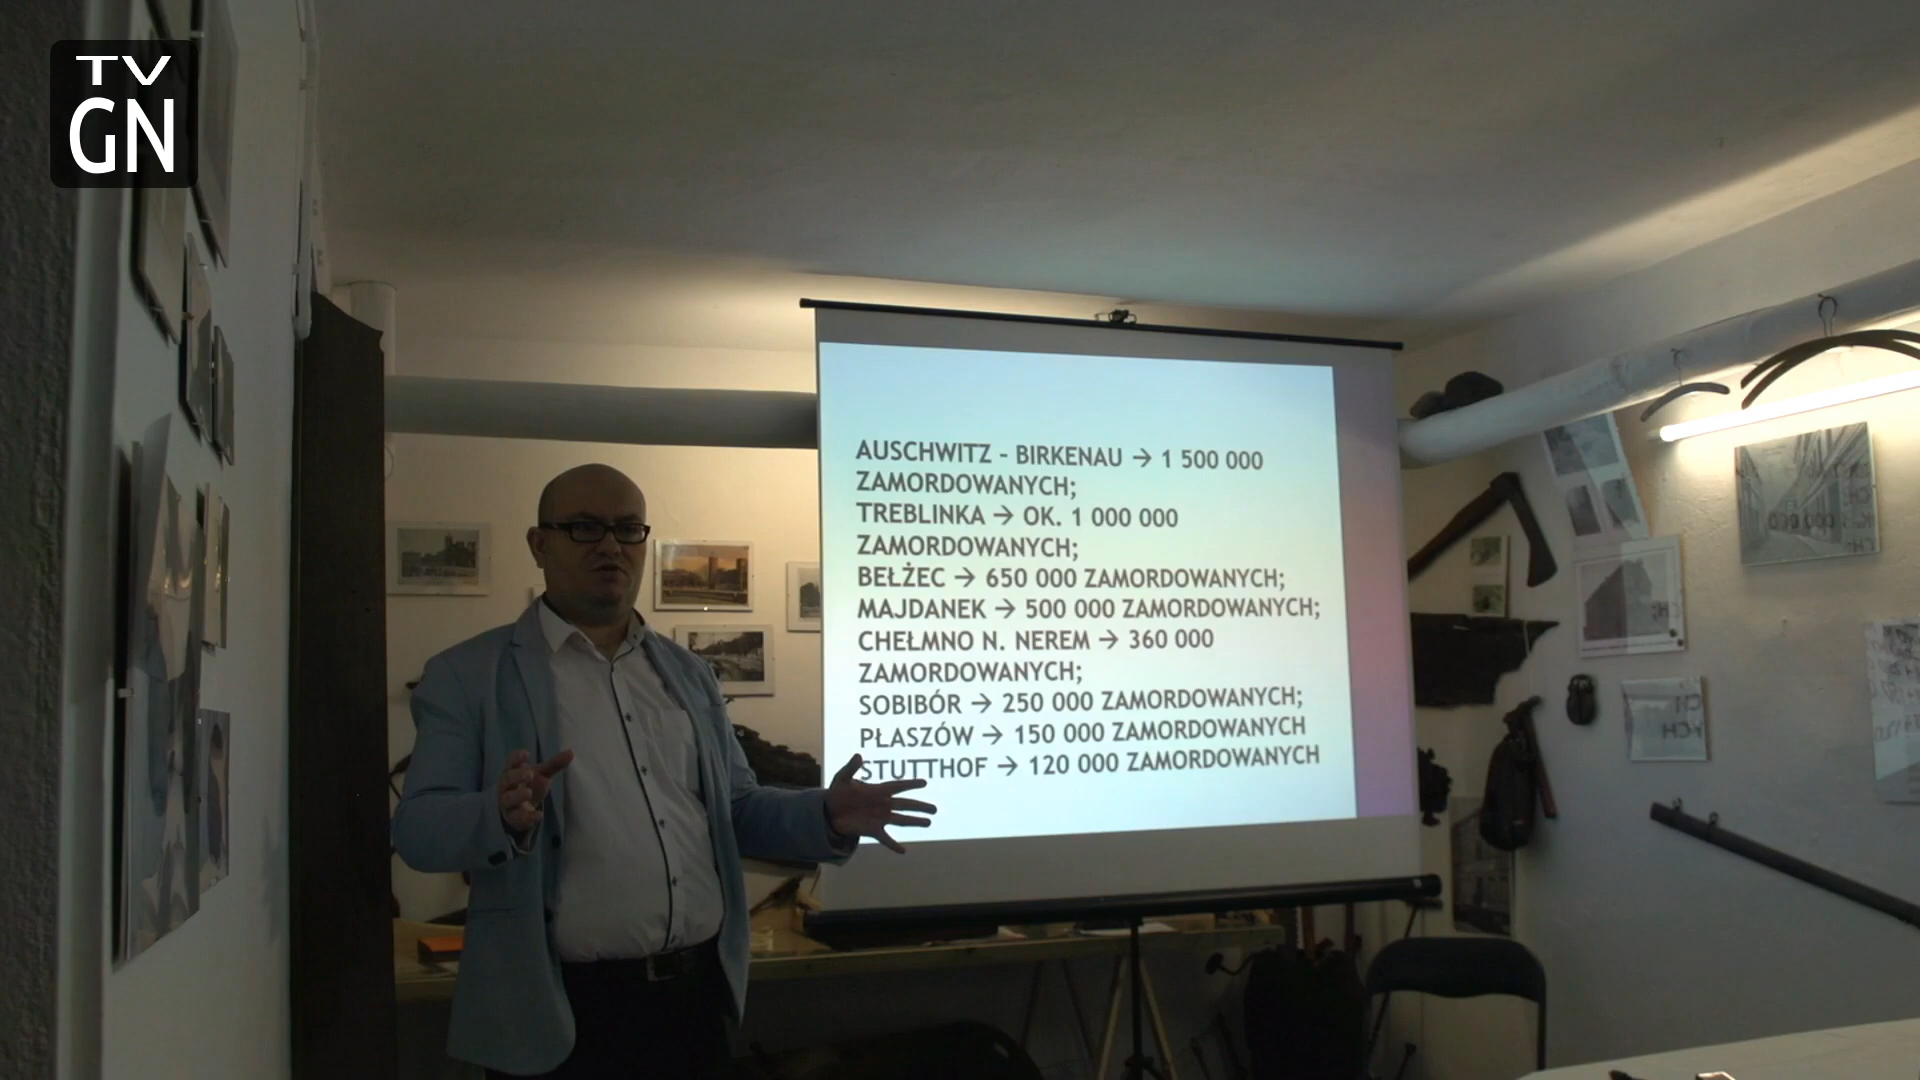 TV
GN
AUSCHWITZ - BIRKENAU → 1 500 000
ZAMORDOWANYCH;
TREBLINKA → OK. 1 000 000
ZAMORDOWANYCH;
BEŁŻEC → 650 000 ZAMORDOWANYCH;
MAJDANEK → 500 000 ZAMORDOWANYCH;
CHEŁMNO N. NEREM → 360 000
ZAMORDOWANYCH;
SOBIBÓR → 250 000 ZAMORDOWANYCH;
PŁASZÓW → 150 000 ZAMORDOWANYCH
STUTTHOF → 120 000 ZAMORDOWANYCH